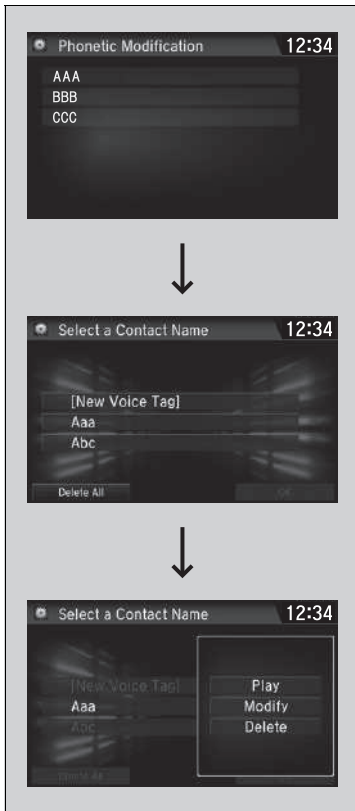 Phonetic Modification 12:34
AAA
BBB
CCC
Select a Contact Name 12:34
[New Voice Tag]
Aaa
Abc
Delete All OK
Select a Contact Name 12:34
[New Voice Tag] Play
Aaa Modify
Abc Delete
Delete All